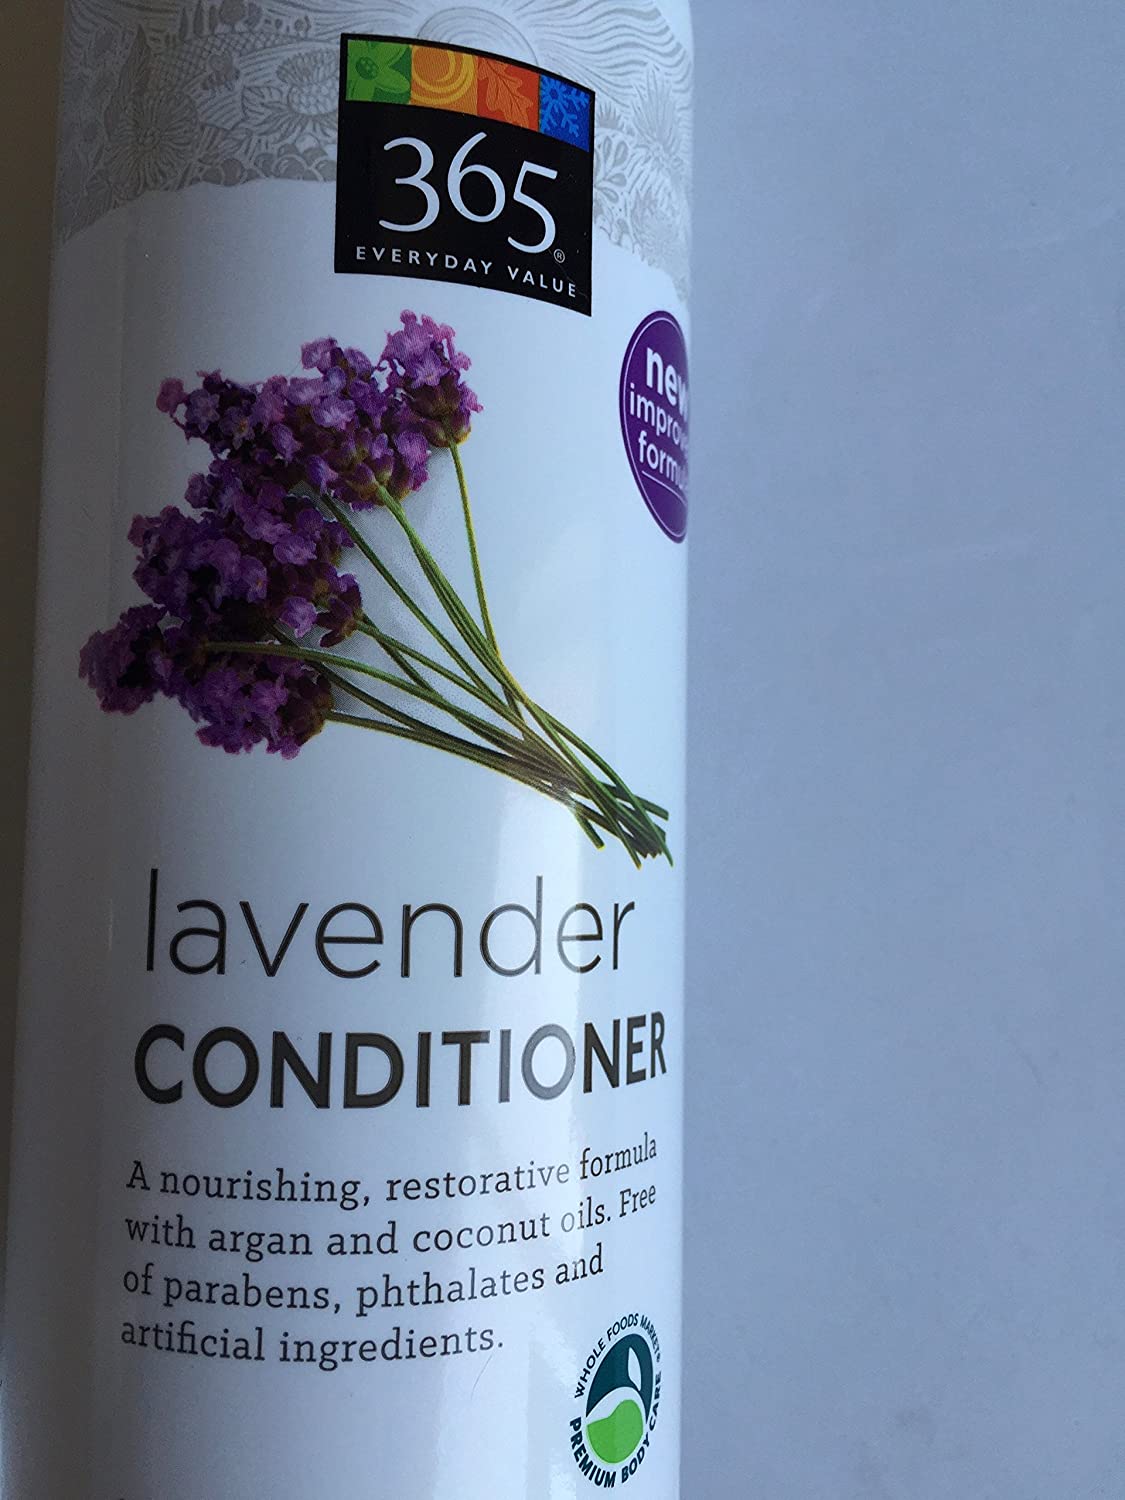 365®
EVERYDAY VALUE
new
formula
lavender
CONDITIONER
A nourishing, restorative formula
with argan and coconut oils. Free
of parabens, phthalates and
artificial ingredients.
WHOLE FOODS MARKET®
PREMIUM BODY CARE